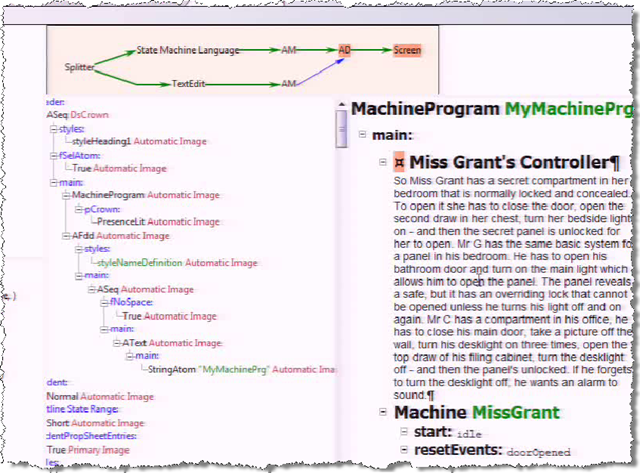 State Machine Language AM AD Screen
Splitter
TextEdit AM
ader:
ASeq:DsCrown
styles:
styleHeading1 Automatic Image
fSelAtom:
True Automatic Image
main:
MachineProgram Automatic Image
pCrown:
PresenceLit Automatic Image
AFdd Automatic Image
styles:
styleNameDefinition Automatic Image
main:
ASeq Automatic Image
fNoSpace:
True Automatic Image
main:
AText Automatic Image
main:
StringAtom "MyMachinePrg" Automatic Ima
dent:
Normal Automatic Image
tline State Range:
Short Automatic Image
dentPropSheetEntries:
True Primary Image
les:
e,)
MachineProgram MyMachinePrg
main:
¤ Miss Grant's Controller¶
So Miss Grant has a secret compartment in her
bedroom that is normally locked and concealed.
To open it she has to close the door, open the
second draw in her chest, turn her bedside light
on - and then the secret panel is unlocked for
her to open. Mr G has the same basic system fo
a panel in his bedroom. He has to open his
bathroom door and turn on the main light which
allows him to open the panel. The panel reveals
a safe, but it has an overriding lock that cannot
be opened unless he turns his light off and on
again. Mr C has a compartment in his office, he
has to close his main door, take a picture off the
wall, turn his desklight on three times, open the
top draw of his filing cabinet, turn the desklight
off - and then the panel's unlocked. If he forgets
to turn the desklight off, he wants an alarm to
sound.¶
Machine MissGrant
start: idle
resetEvents: doorOpened